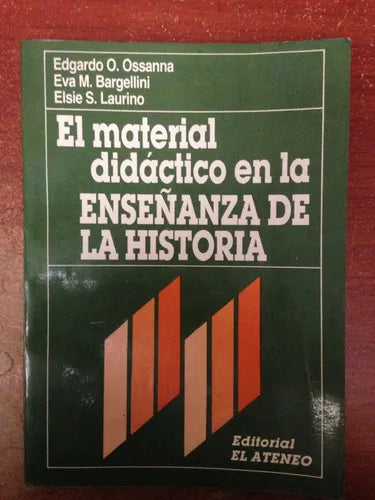 Edgardo O. Ossanna
Eva M. Bargellini
Elsie S. Laurino
El material
didáctico en la
ENSEÑANZA DE
LA HISTORIA
Editorial
EL ATENEO